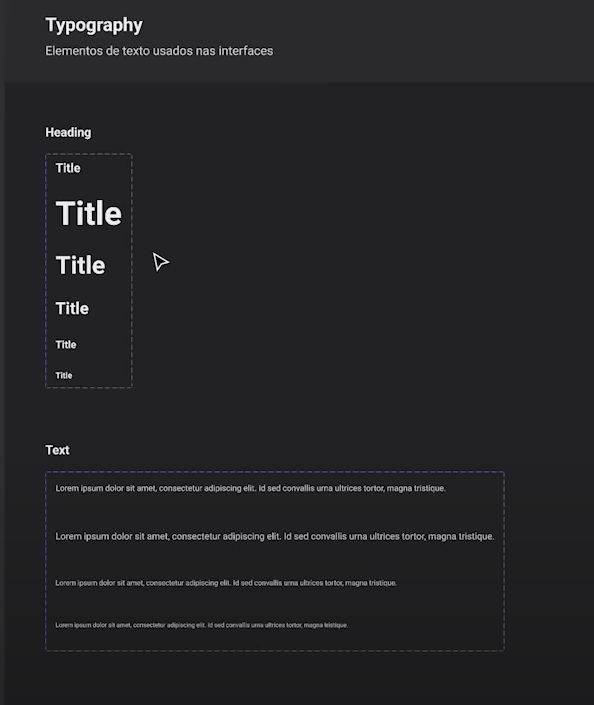 Typography
Elementos de texto usados nas interfaces
Heading
Title
Title
Title
Title
Title
Title
Text
Lorem ipsum dolor sit amet, consectetur adipiscing elit. Id sed convallis urna ultrices tortor, magna tristique.
Lorem ipsum dolor sit amet, consectetur adipiscing elit. Id sed convallis urna ultrices tortor, magna tristique.
Lorem ipsum dolor sit amet, consectetur adipiscing elit. Id sed convallis urna ultrices tortor, magna tristique.
Lorem ipsum dolor sit amet, consectetur adipiscing elit. Id sed convallis urna ultrices tortor, magna tristique.